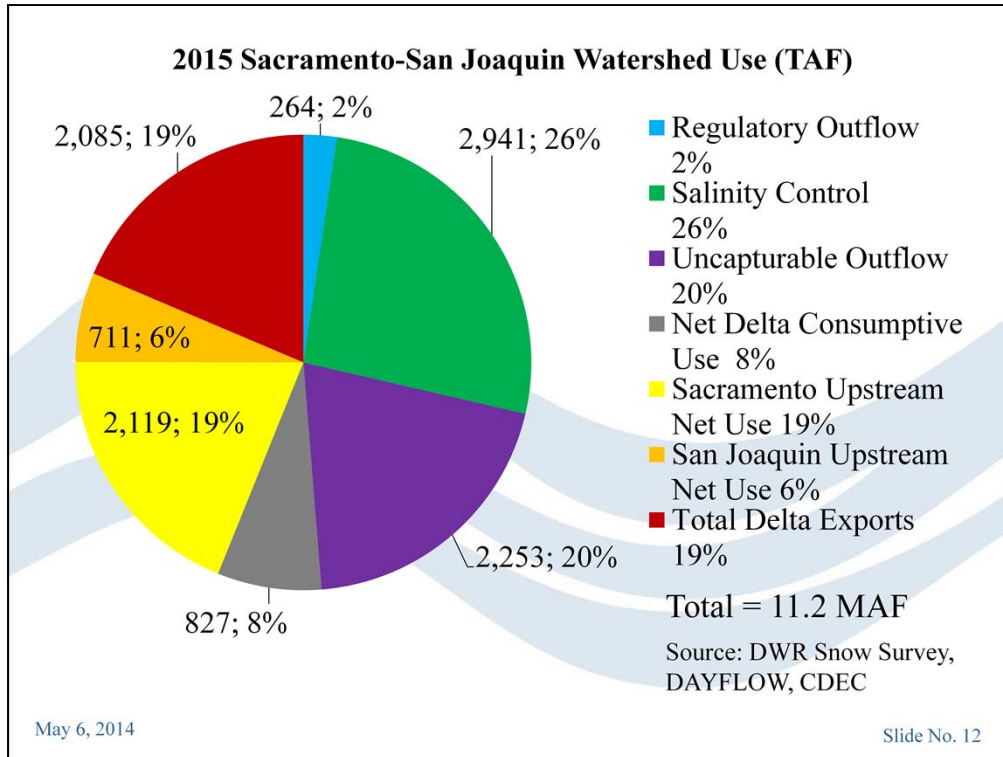 2015 Sacramento-San Joaquin Watershed Use (TAF)
264; 2%
2,941; 26%
2,085; 19%
711; 6%
2,119; 19%
2,253; 20%
827; 8%
Regulatory Outflow
2%
Salinity Control
26%
Uncapturable Outflow
20%
Net Delta Consumptive
Use 8%
Sacramento Upstream
Net Use 19%
San Joaquin Upstream
Net Use 6%
Total Delta Exports
19%
Total = 11.2 MAF
Source: DWR Snow Survey,
DAYFLOW, CDEC
May 6, 2014
Slide No. 12